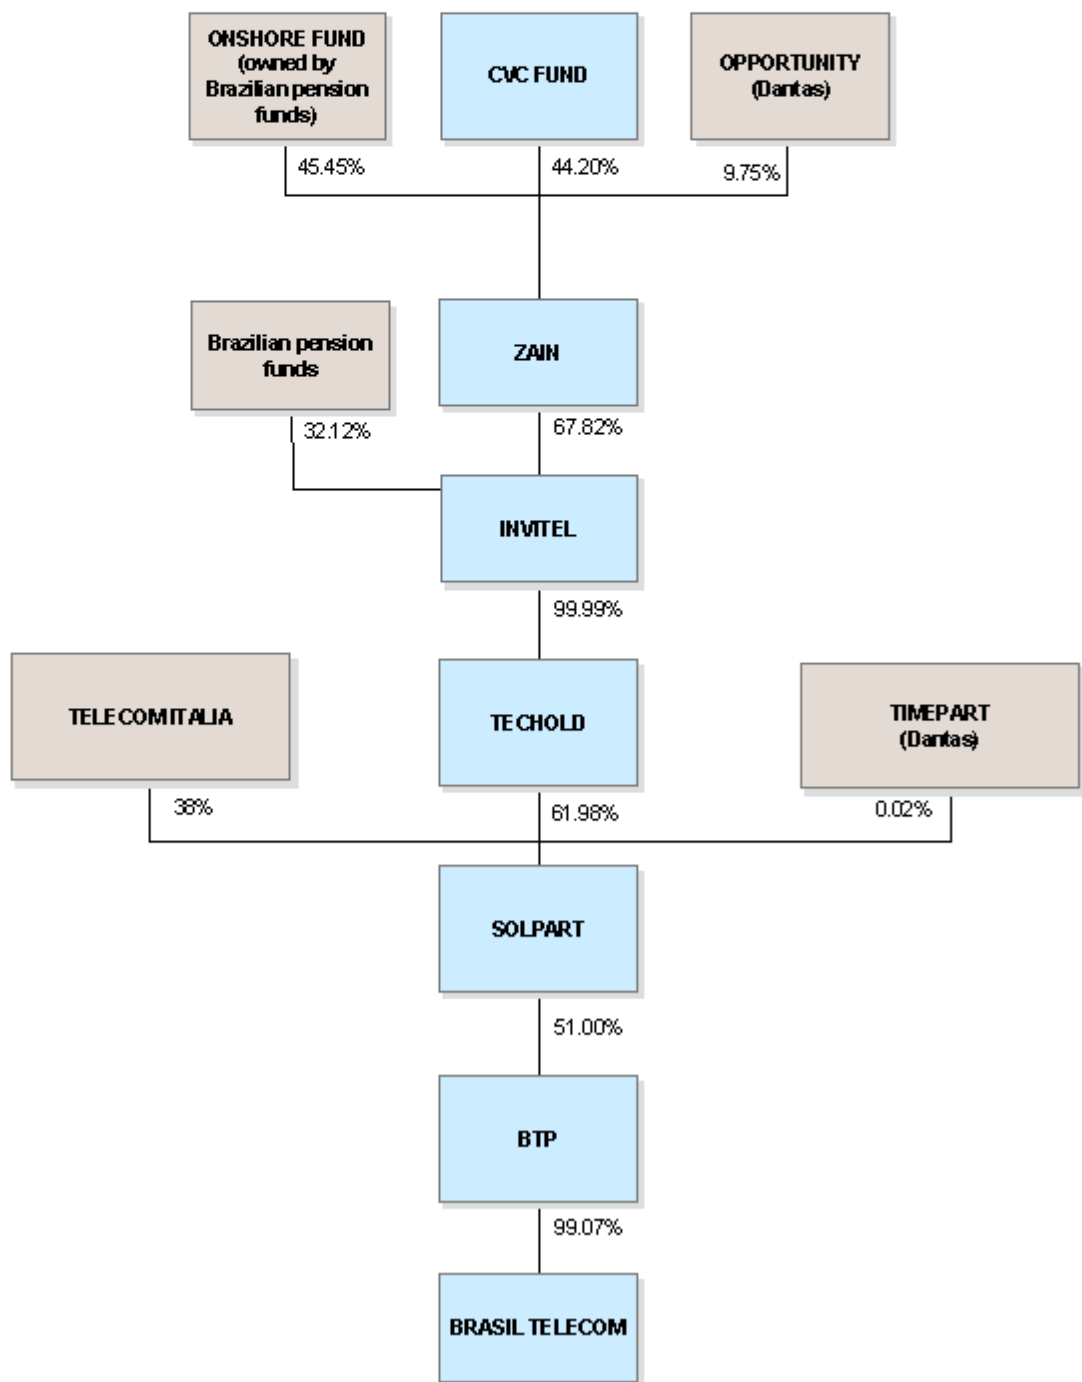 ONSHORE FUND
(owned by
Brazilian pension
funds)
CVC FUND
OPPORTUNITY
(Dantas)
45.45%
44.20%
9.75%
Brazilian pension
funds
ZAIN
32.12%
67.82%
INVITEL
99.99%
TELECOM ITALIA
TECHOLD
TIMEPART
(Dantas)
38%
61.98%
0.02%
SOLPART
51.00%
BTP
99.07%
BRASIL TELECOM